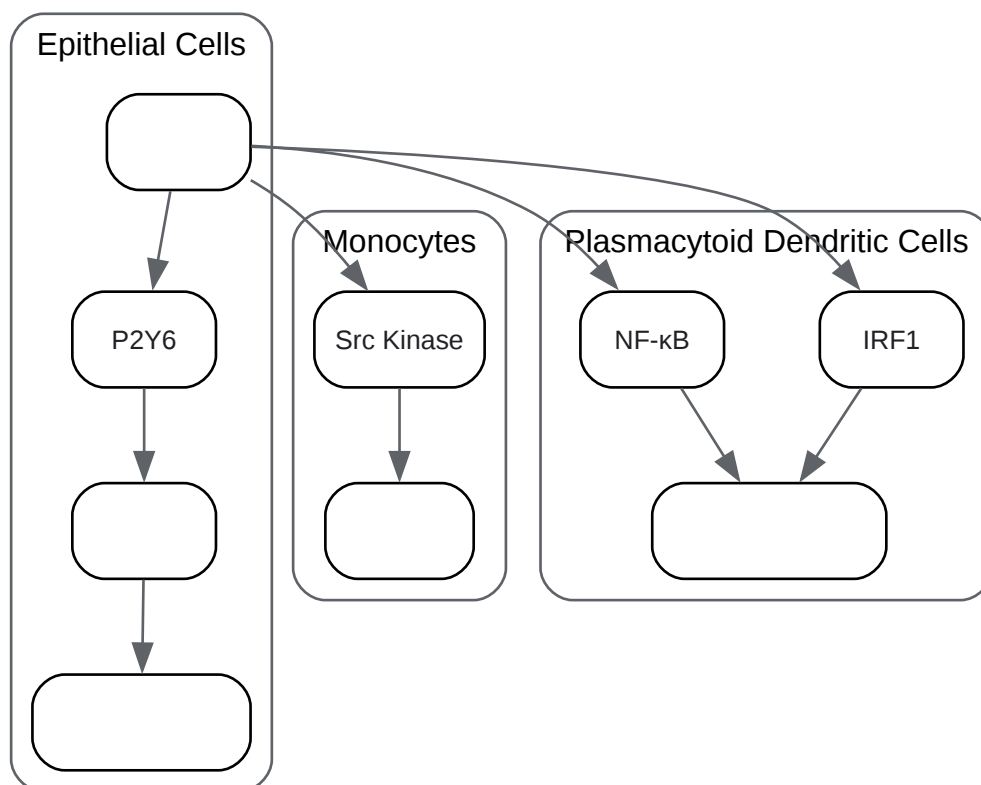 Epithelial Cells
Monocytes
Plasmacytoid Dendritic Cells
P2Y6
Src Kinase
NF-κB
IRF1